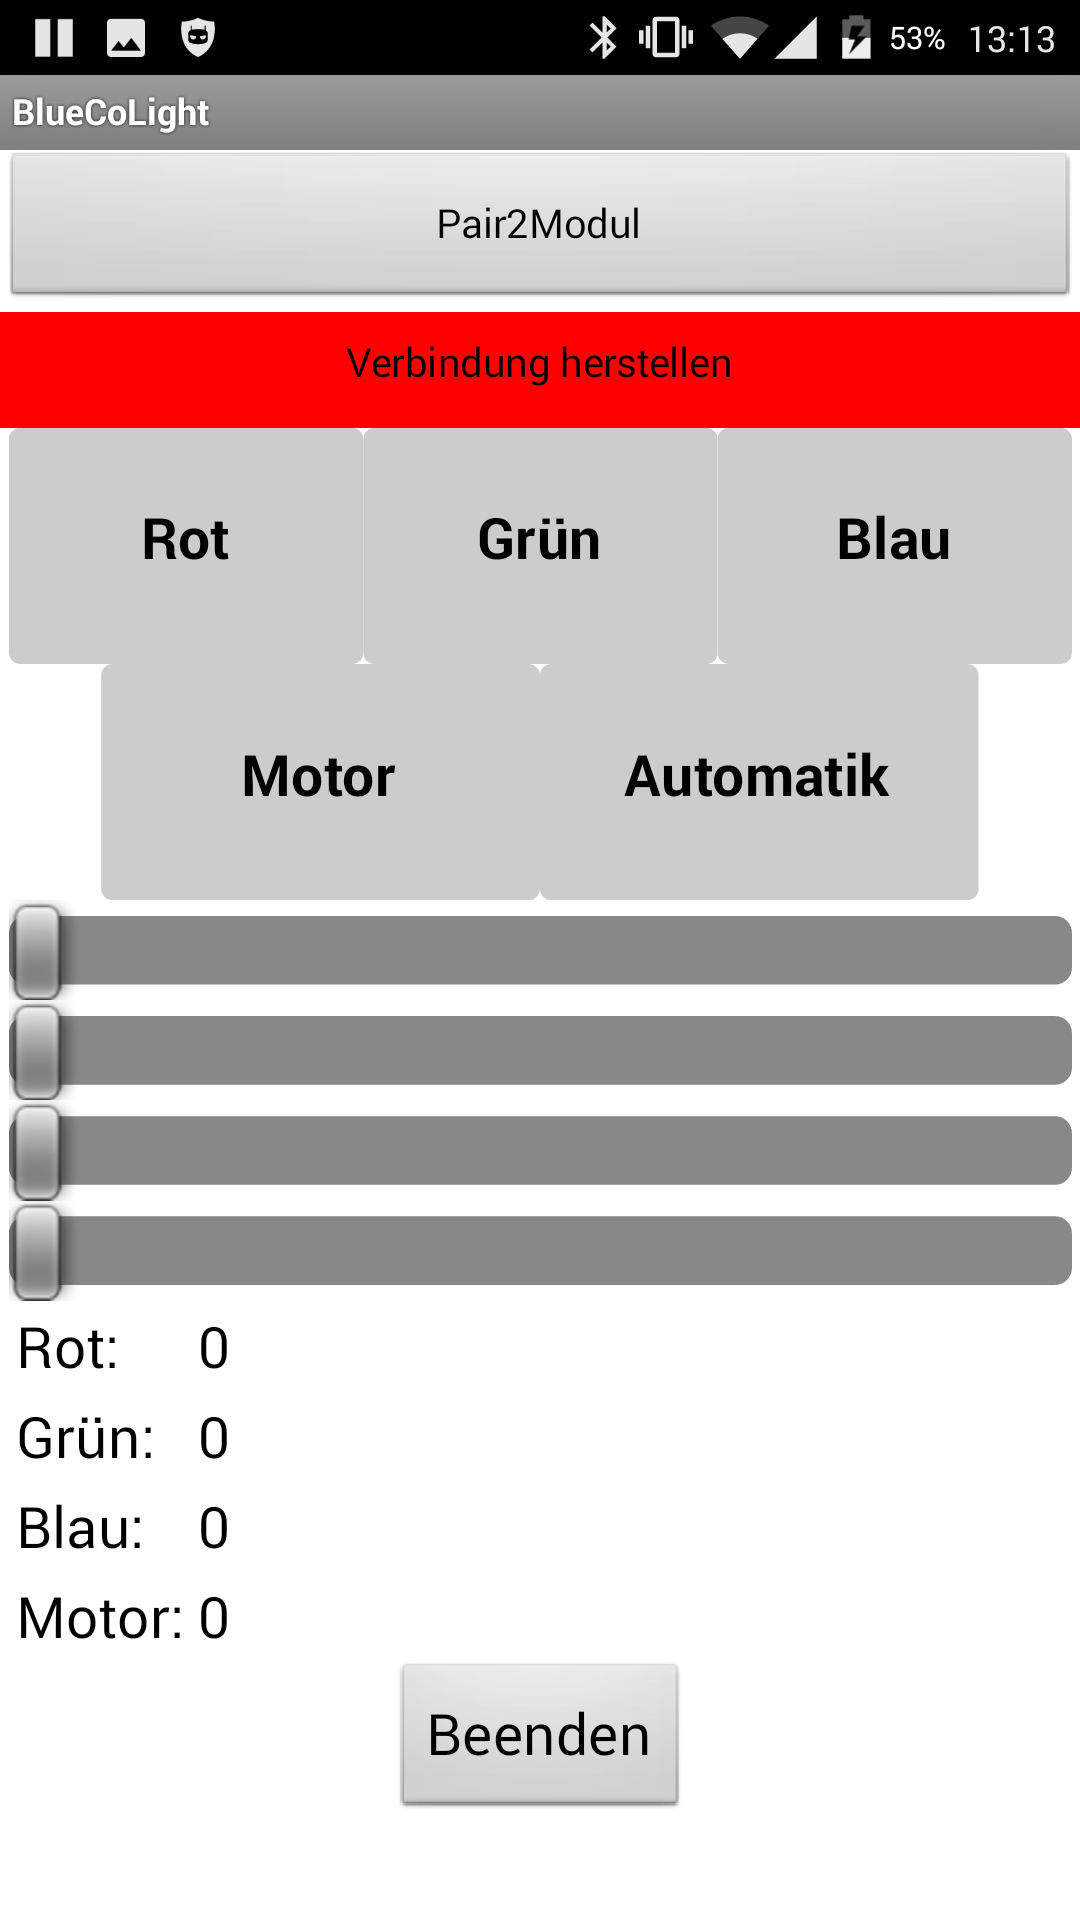 53% 13:13
BlueCoLight
Pair2Modul
Verbindung herstellen
Rot Grün Blau
Motor Automatik
Rot: 0
Grün: 0
Blau: 0
Motor: 0
Beenden